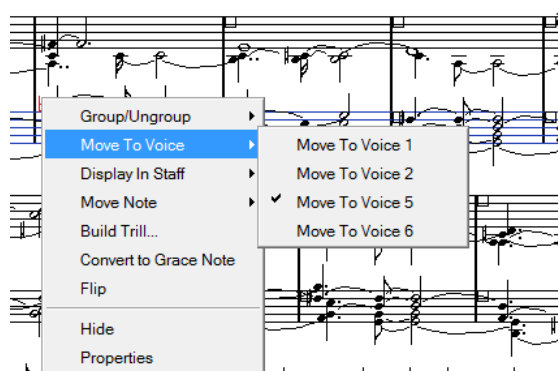 Group/Ungroup
Move To Voice
Display In Staff
Move Note
Build Trill...
Convert to Grace Note
Flip
Hide
Properties
Move To Voice 1
Move To Voice 2
Move To Voice 5
Move To Voice 6